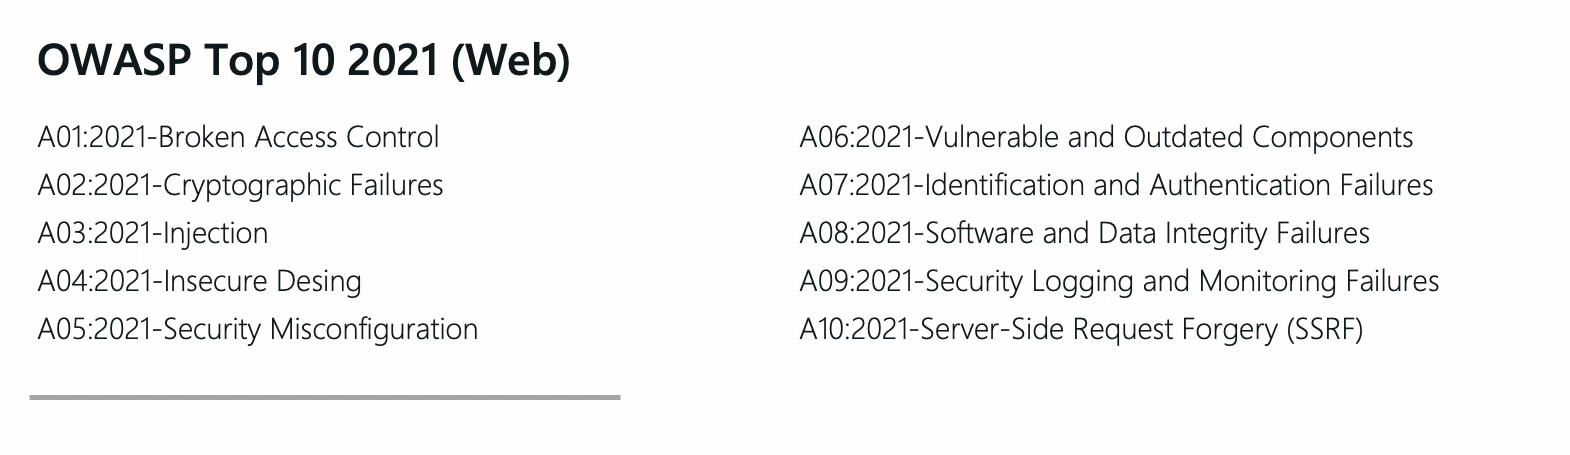 OWASP Top 10 2021 (Web)
A01:2021-Broken Access Control
A02:2021-Cryptographic Failures
A03:2021-Injection
A04:2021-Insecure Desing
A05:2021-Security Misconfiguration
A06:2021-Vulnerable and Outdated Components
A07:2021-Identification and Authentication Failures
A08:2021-Software and Data Integrity Failures
A09:2021-Security Logging and Monitoring Failures
A10:2021-Server-Side Request Forgery (SSRF)